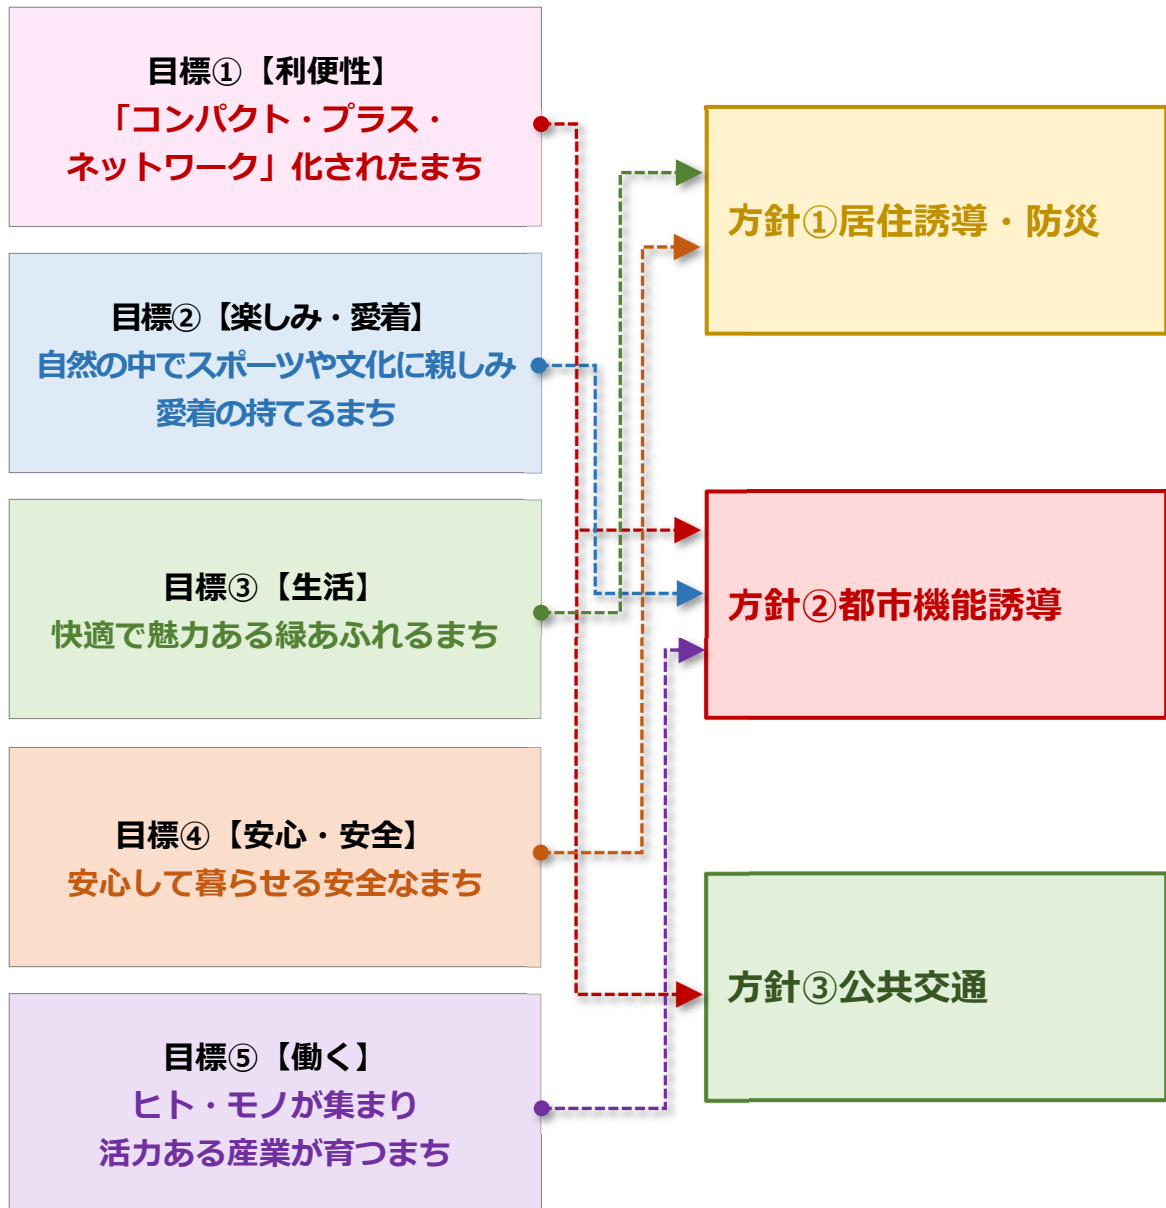 目標①【利便性】
「コンパクト・プラス・
ネットワーク」化されたまち
目標②【楽しみ・愛着】
自然の中でスポーツや文化に親しみ
愛着の持てるまち
目標③【生活】
快適で魅力ある緑あふれるまち
目標④【安心・安全】
安心して暮らせる安全なまち
目標⑤【働く】
ヒト・モノが集まり
活力ある産業が育つまち
方針①居住誘導・防災
方針②都市機能誘導
方針③公共交通